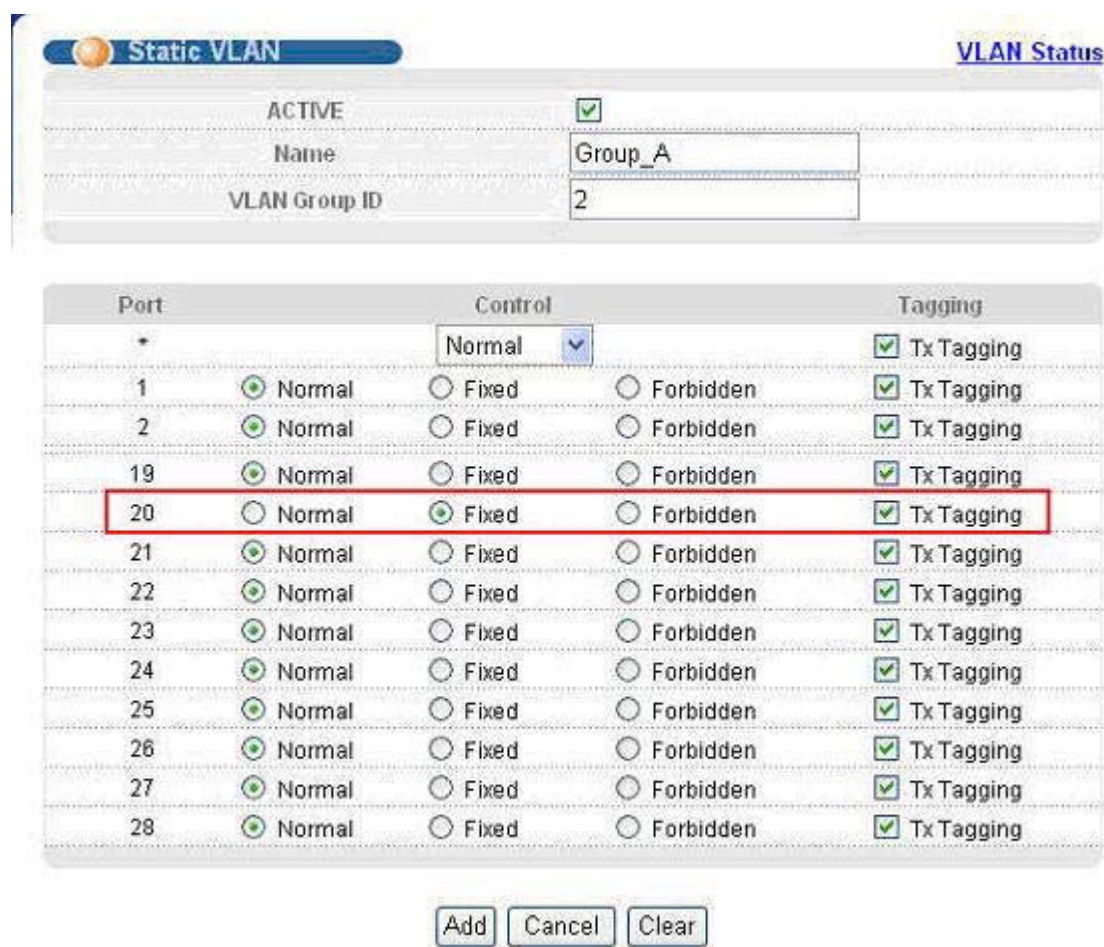 Static VLAN VLAN Status
ACTIVE
Name Group_A
VLAN Group ID 2
Port Control Tagging
* Normal Tx Tagging
1 Normal Fixed Forbidden Tx Tagging
2 Normal Fixed Forbidden Tx Tagging
19 Normal Fixed Forbidden Tx Tagging
20 Normal Fixed Forbidden Tx Tagging
21 Normal Fixed Forbidden Tx Tagging
22 Normal Fixed Forbidden Tx Tagging
23 Normal Fixed Forbidden Tx Tagging
24 Normal Fixed Forbidden Tx Tagging
25 Normal Fixed Forbidden Tx Tagging
26 Normal Fixed Forbidden Tx Tagging
27 Normal Fixed Forbidden Tx Tagging
28 Normal Fixed Forbidden Tx Tagging
Add Cancel Clear